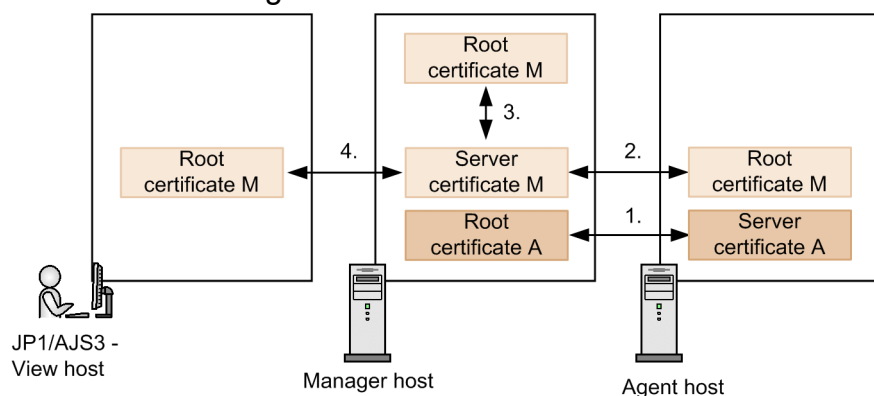 Root
certificate M
3.
Root
certificate M
4.
Server
certificate M
2.
Root
certificate M
Root
certificate A
1.
Server
certificate A
JP1/AJS3 -
View host
Manager host
Agent host